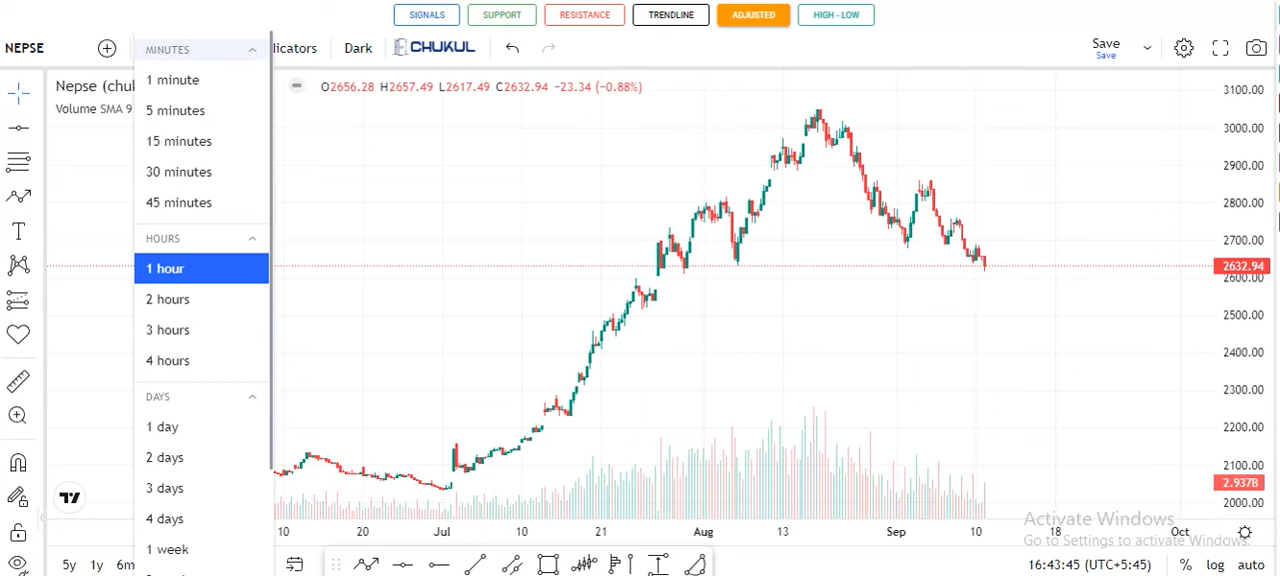 SIGNALS SUPPORT RESISTANCE TRENDLINE ADJUSTED HIGH - LOW
NEPSE dicators Dark CHUKUL Save
Save
MINUTES
1 minute
5 minutes
15 minutes
30 minutes
45 minutes
HOURS
1 hour
2 hours
3 hours
4 hours
DAYS
1 day
2 days
3 days
4 days
1 week
Nepse (chuk O2656.28 H2657.49 L2617.49 C2632.94 -23.34 (-0.88%)
Volume SMA 9
3100.00
3000.00
2900.00
2800.00
2700.00
2632.94
2600.00
2500.00
2400.00
2300.00
2200.00
2100.00
2.937B
2000.00
10 20 Jul 10 21 Aug 13 Sep 10 18 Oct
Activate Windows
Go to Settings to activate Windows.
5y 1y 6m 16:43:45 (UTC+5:45) % log auto